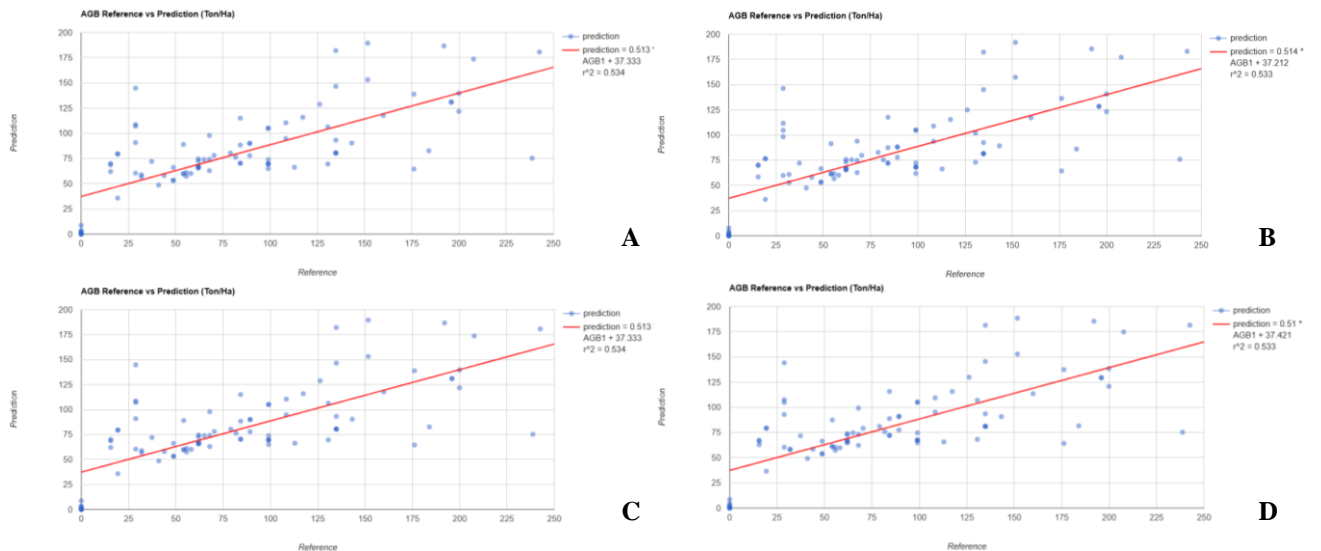 AGB Reference vs Prediction (Ton/Ha)
200
175
150
125
100
75
50
25
0
Prediction
0
25
50
75
100
125
150
175
200
225
250
Reference
prediction
prediction = 0.513 *
AGB1 + 37.333
r^2 = 0.534
A
AGB Reference vs Prediction (Ton/Ha)
200
175
150
125
100
75
50
25
0
Prediction
0
25
50
75
100
125
150
175
200
225
250
Reference
prediction
prediction = 0.514 *
AGB1 + 37.212
r^2 = 0.533
B
AGB Reference vs Prediction (Ton/Ha)
200
175
150
125
100
75
50
25
0
Prediction
0
25
50
75
100
125
150
175
200
225
250
Reference
prediction
prediction = 0.513
AGB1 + 37.333
r^2 = 0.534
C
AGB Reference vs Prediction (Ton/Ha)
200
175
150
125
100
75
50
25
0
Prediction
0
25
50
75
100
125
150
175
200
225
250
Reference
prediction
prediction = 0.51 *
AGB1 + 37.421
r^2 = 0.533
D